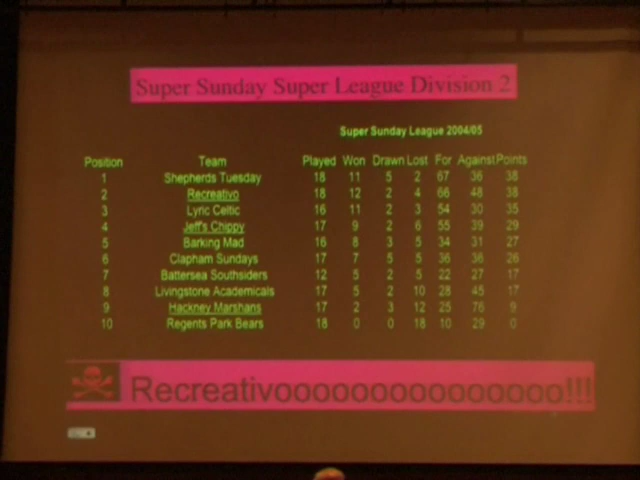 Super Sunday Super League Division 2
Super Sunday League 2004/05
Position Team Played Won Drawn Lost For Against Points
1 Shepherds Tuesday 18 11 5 2 67 36 38
2 Recreativo 18 12 2 4 66 48 38
3 Lyric Celtic 16 11 2 3 54 30 35
4 Jeff's Chippy 17 9 2 6 55 39 29
5 Barking Mad 16 8 3 5 34 31 27
6 Clapham Sundays 17 7 5 5 36 36 26
7 Battersea Southsiders 12 5 2 5 22 27 17
8 Livingstone Academicals 17 5 2 10 28 45 17
9 Hackney Marshans 17 2 3 12 25 76 9
10 Regents Park Bears 18 0 0 18 10 29 0
Recreativooooooooooooooooo!!!